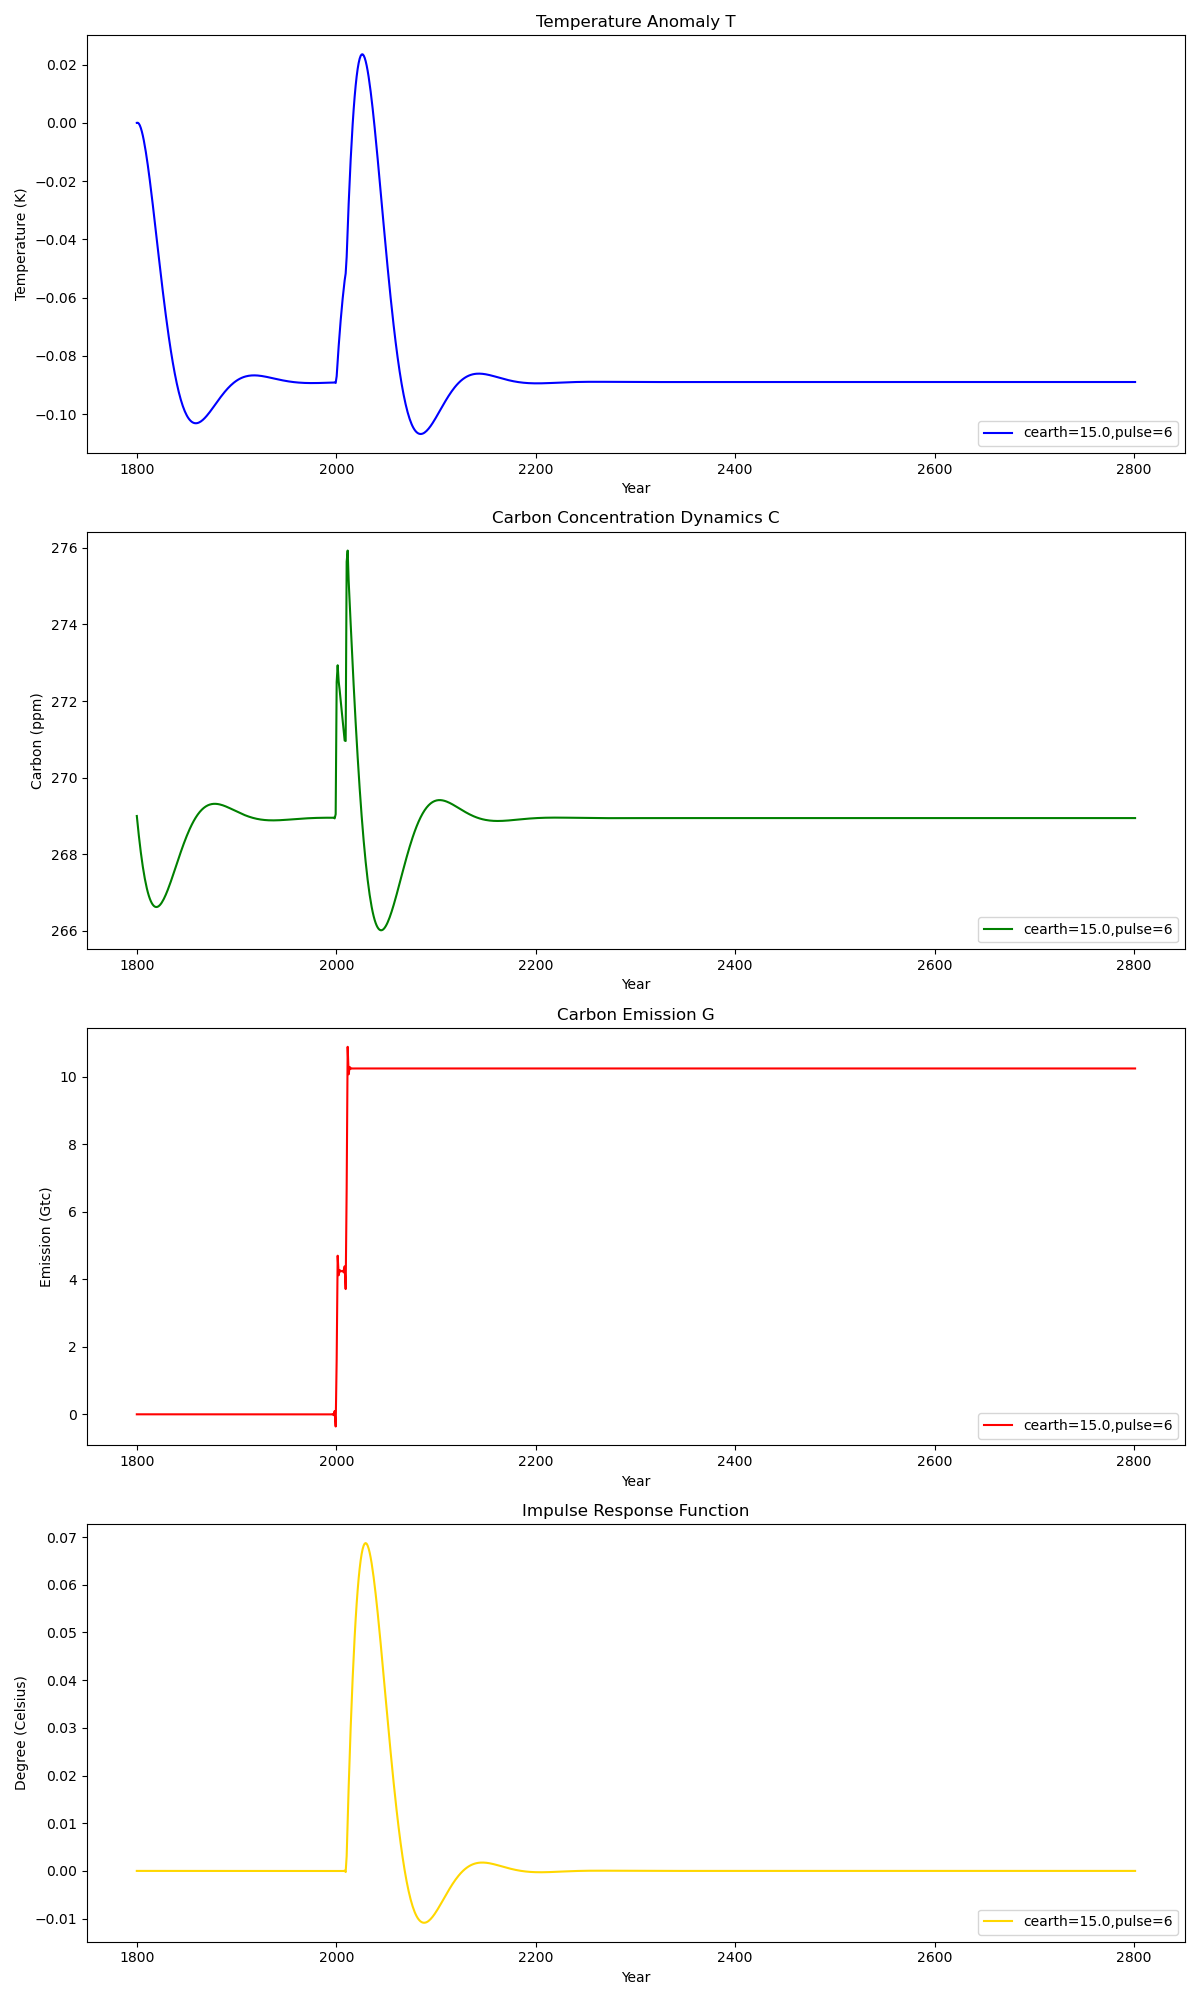 Temperature Anomaly T
Temperature (K)
0.02
0.00
−0.02
−0.04
−0.06
−0.08
−0.10
cearth=15.0,pulse=6
1800 2000 2200 2400 2600 2800
Year
Carbon Concentration Dynamics C
Carbon (ppm)
276
274
272
270
268
266
cearth=15.0,pulse=6
1800 2000 2200 2400 2600 2800
Year
Carbon Emission G
Emission (Gtc)
10
8
6
4
2
0
cearth=15.0,pulse=6
1800 2000 2200 2400 2600 2800
Year
Impulse Response Function
Degree (Celsius)
0.07
0.06
0.05
0.04
0.03
0.02
0.01
0.00
−0.01
cearth=15.0,pulse=6
1800 2000 2200 2400 2600 2800
Year